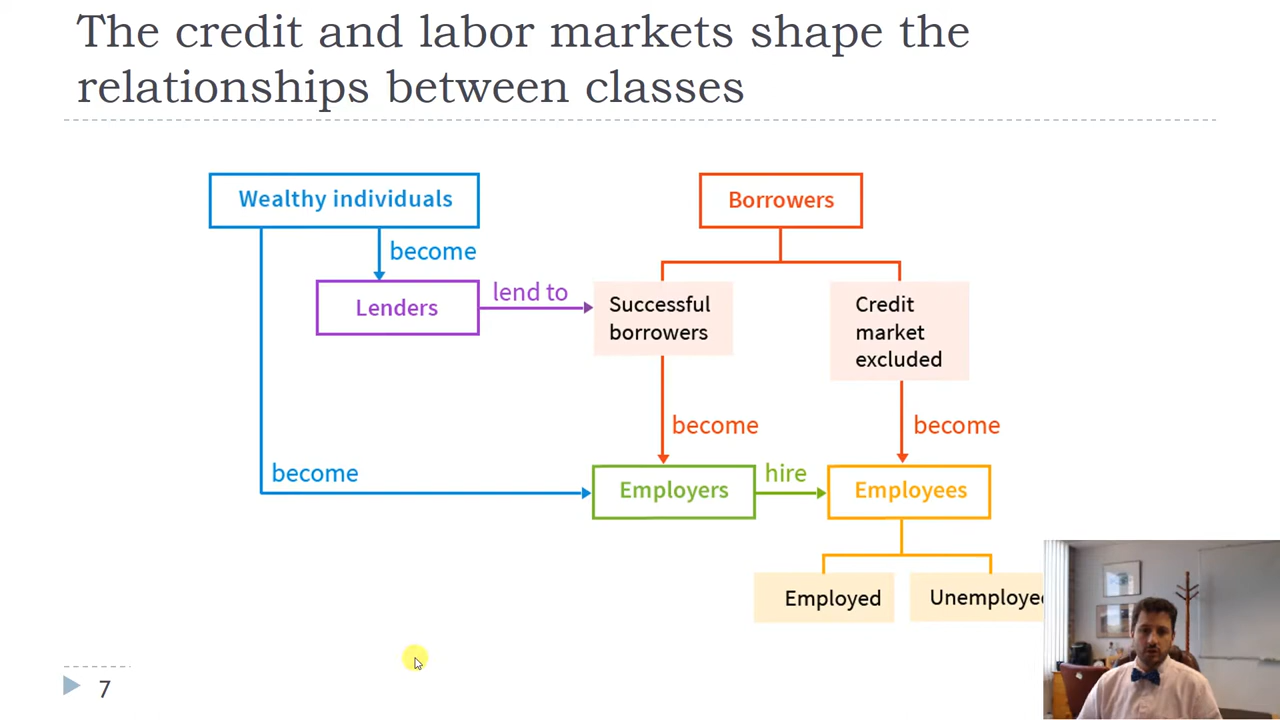 The credit and labor markets shape the
relationships between classes
Wealthy individuals
Borrowers
become
Lenders
lend to
Successful
borrowers
Credit
market
excluded
become
become
become
Employers
hire
Employees
Employed
Unemploye
7